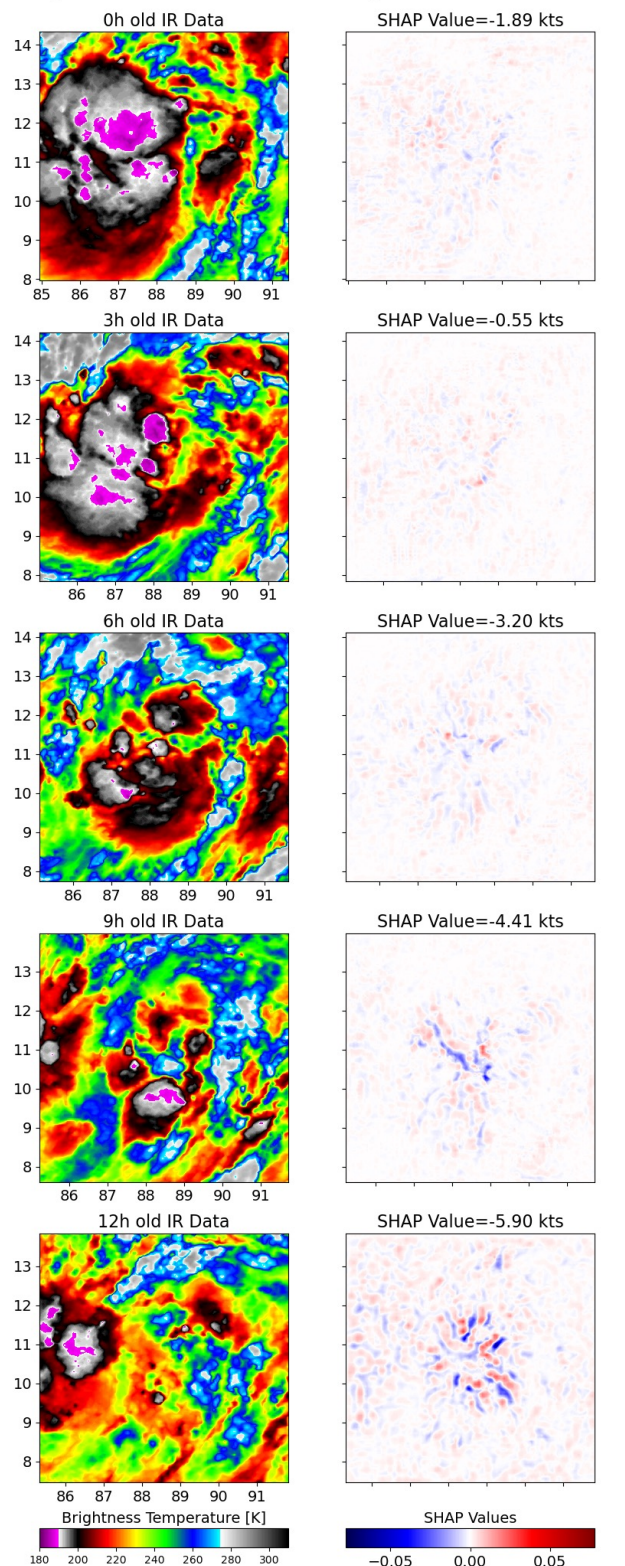 0h old IR Data
SHAP Value=-1.89 kts
14
13
12
11
10
9
8
85 86 87 88 89 90 91
3h old IR Data
SHAP Value=-0.55 kts
14
13
12
11
10
9
8
86 87 88 89 90 91
6h old IR Data
SHAP Value=-3.20 kts
14
13
12
11
10
9
8
86 87 88 89 90 91
9h old IR Data
SHAP Value=-4.41 kts
13
12
11
10
9
8
86 87 88 89 90 91
12h old IR Data
SHAP Value=-5.90 kts
13
12
11
10
9
8
86 87 88 89 90 91
Brightness Temperature [K]
180 200 220 240 260 280 300
SHAP Values
−0.05 0.00 0.05